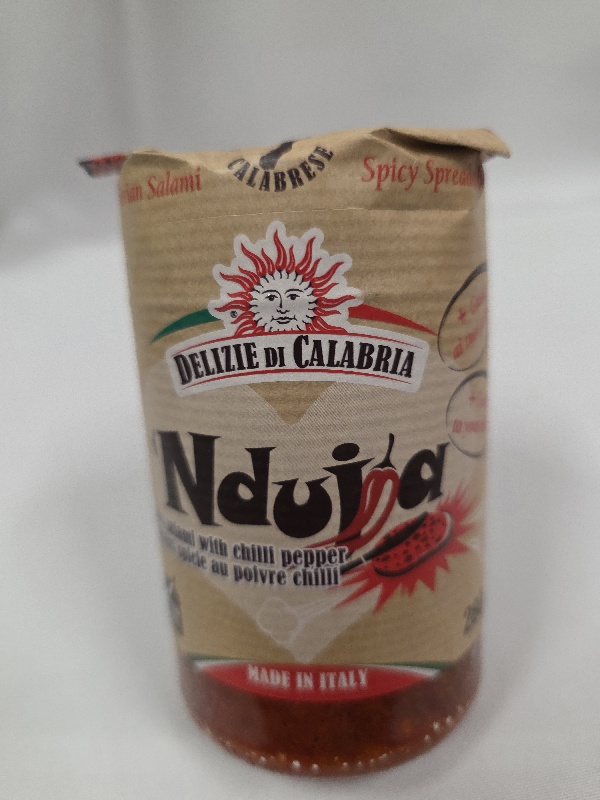 Salami
CALABRESE
Spicy Spread
®
DELIZIE DI CALABRIA
'Nduja
salami with chilli pepper
au poivre chilli
MADE IN ITALY